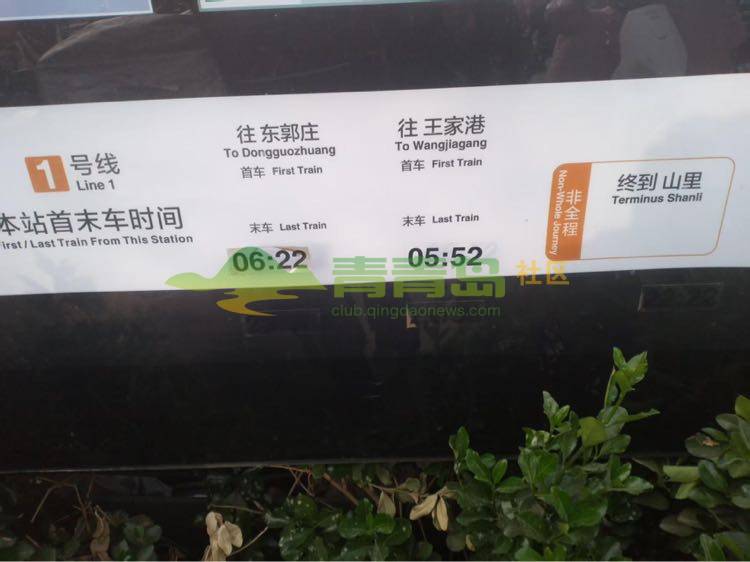 1 号线
Line 1
本站首末车时间
First / Last Train From This Station
往 东郭庄
To Dongguozhuang
首车 First Train
末车 Last Train
06:22
往 王家港
To Wangjiagang
首车 First Train
末车 Last Train
05:52
非全程
Non-Whole Journey
终到 山里
Terminus Shanli
青青岛 社区
club.qingdaonews.com